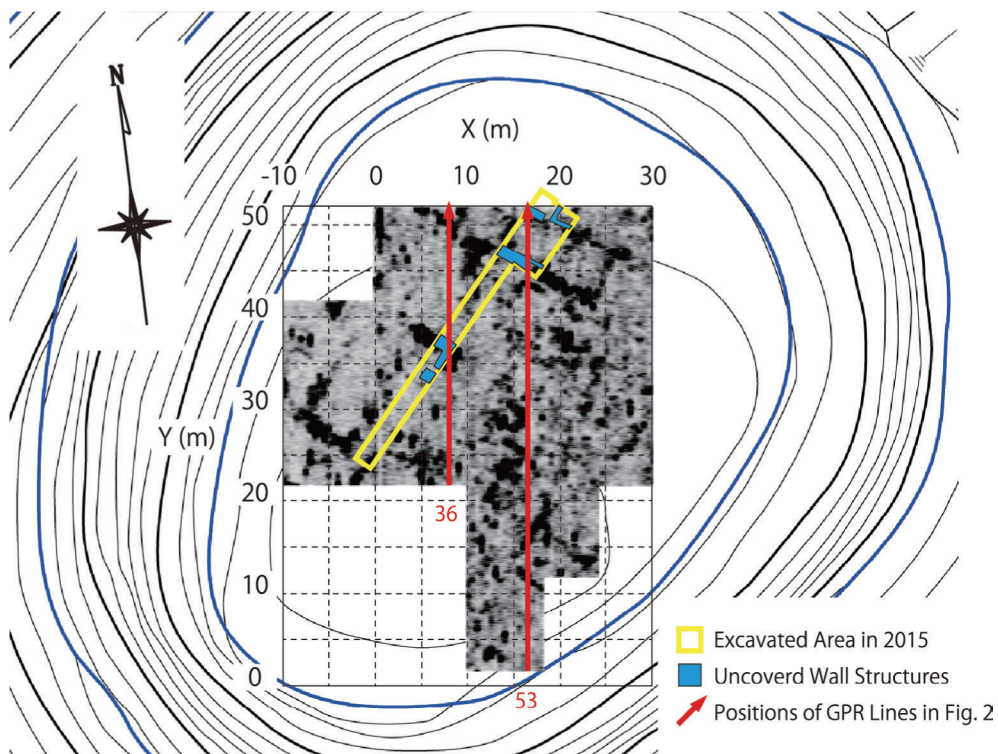 N
X (m)
-10 0 10 20 30
50
40
30
Y (m)
20
10
0
36
53
Excavated Area in 2015
Uncoverd Wall Structures
Positions of GPR Lines in Fig. 2